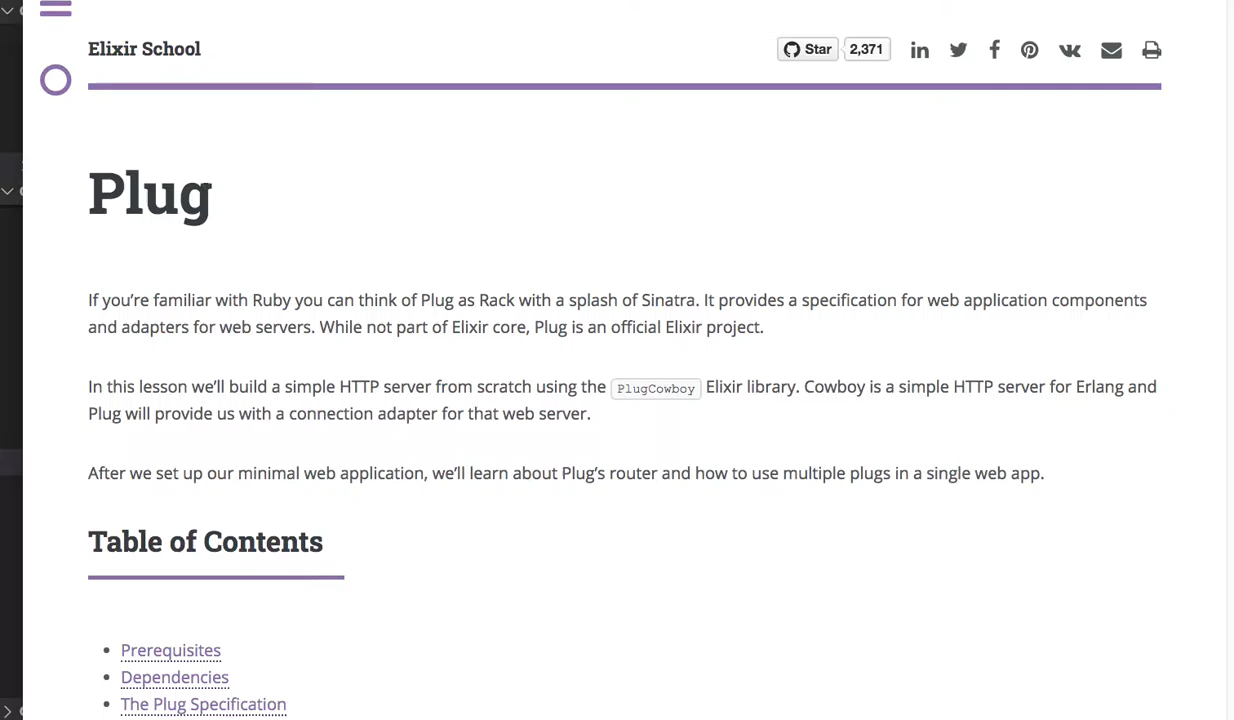 Elixir School
Star 2,371
Plug
If you’re familiar with Ruby you can think of Plug as Rack with a splash of Sinatra. It provides a specification for web application components
and adapters for web servers. While not part of Elixir core, Plug is an official Elixir project.
In this lesson we’ll build a simple HTTP server from scratch using the PlugCowboy Elixir library. Cowboy is a simple HTTP server for Erlang and
Plug will provide us with a connection adapter for that web server.
After we set up our minimal web application, we’ll learn about Plug’s router and how to use multiple plugs in a single web app.
Table of Contents
Prerequisites
Dependencies
The Plug Specification